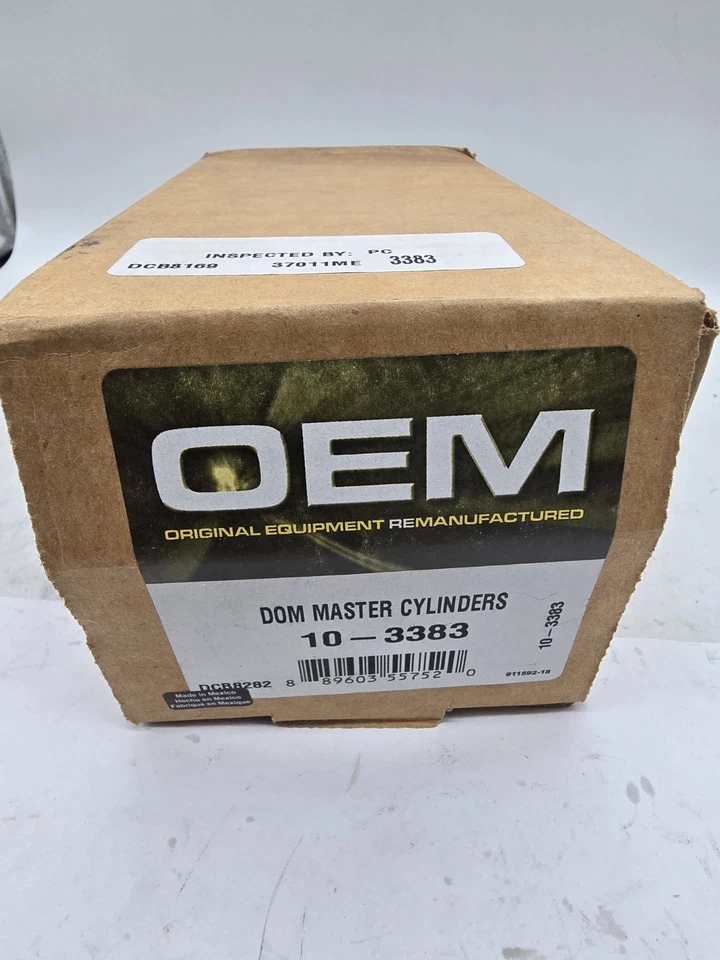 INSPECTED BY: PC
DCB8169 37011ME 3383
OEM
ORIGINAL EQUIPMENT REMANUFACTURED
DOM MASTER CYLINDERS
10-3383
10-3383
DCB8282
8 89603 55752 0
911592-18
Made in Mexico
Hecho en Mexico
Fabriqué en Mexique